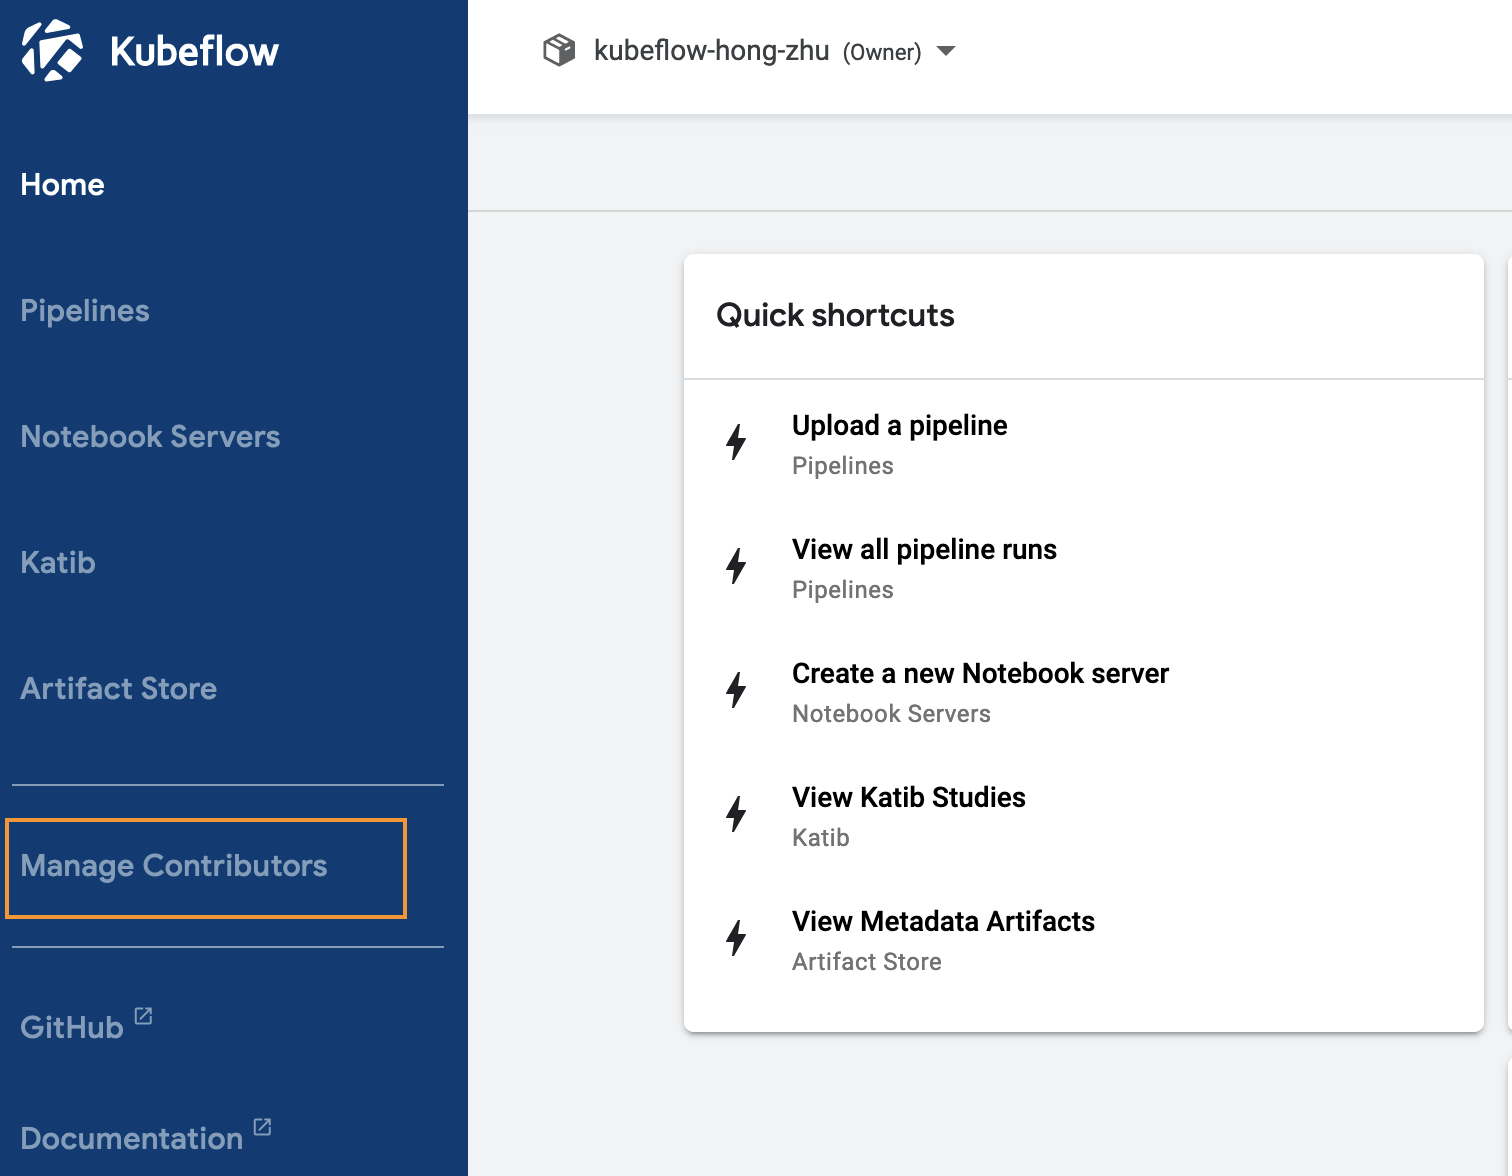 Kubeflow
kubeflow-hong-zhu (Owner)
Home
Pipelines
Notebook Servers
Katib
Artifact Store
Manage Contributors
GitHub
Documentation
Quick shortcuts
Upload a pipeline
Pipelines
View all pipeline runs
Pipelines
Create a new Notebook server
Notebook Servers
View Katib Studies
Katib
View Metadata Artifacts
Artifact Store